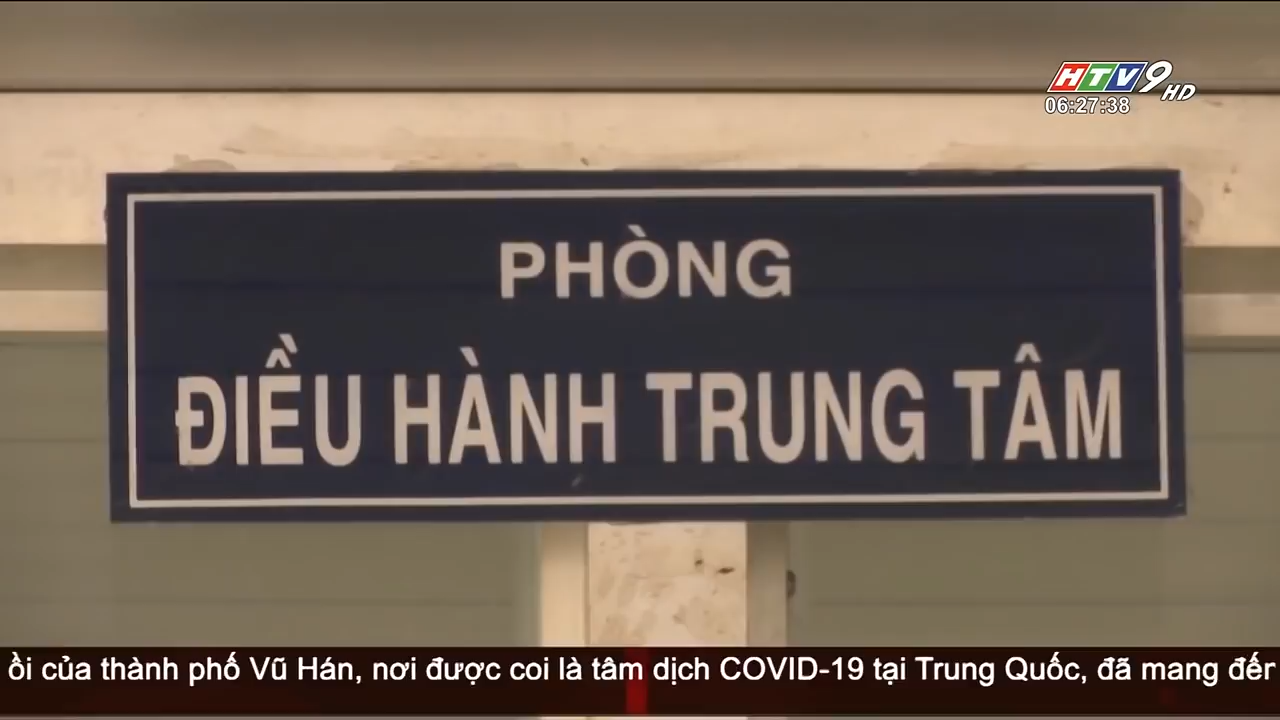 HTV9 HD
06:27:38
PHÒNG
ĐIỀU HÀNH TRUNG TÂM
ồi của thành phố Vũ Hán, nơi được coi là tâm dịch COVID-19 tại Trung Quốc, đã mang đến